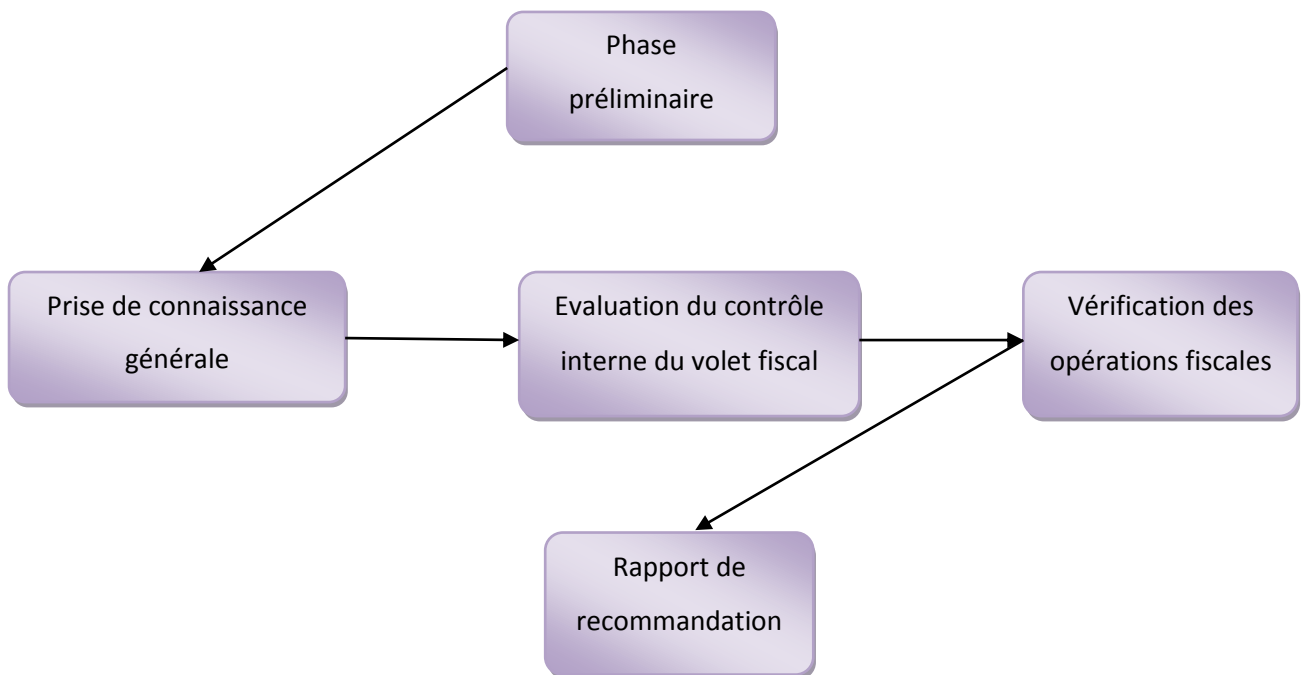 Phase
préliminaire
Prise de connaissance
générale
Evaluation du contrôle
interne du volet fiscal
Vérification des
opérations fiscales
Rapport de
recommandation